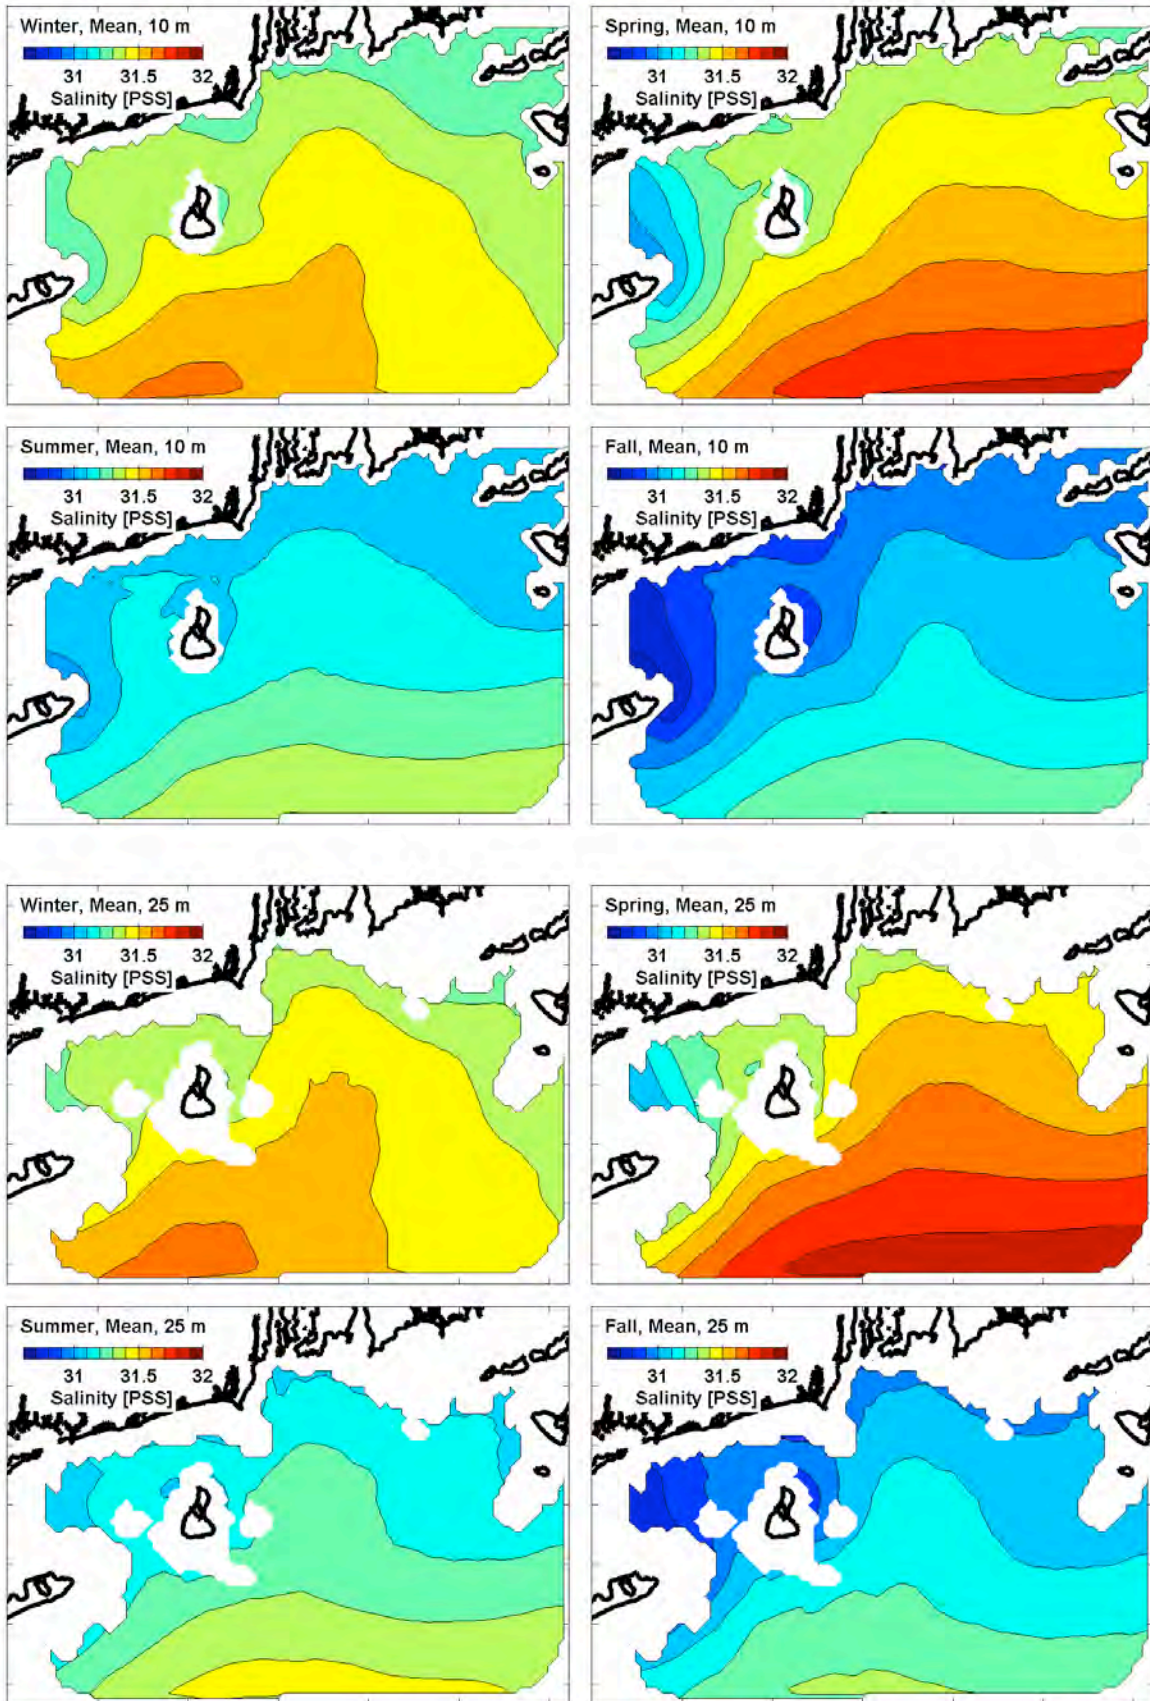 Winter, Mean, 10 m
31 31.5 32
Salinity [PSS]
Spring, Mean, 10 m
31 31.5 32
Salinity [PSS]
Summer, Mean, 10 m
31 31.5 32
Salinity [PSS]
Fall, Mean, 10 m
31 31.5 32
Salinity [PSS]
Winter, Mean, 25 m
31 31.5 32
Salinity [PSS]
Spring, Mean, 25 m
31 31.5 32
Salinity [PSS]
Summer, Mean, 25 m
31 31.5 32
Salinity [PSS]
Fall, Mean, 25 m
31 31.5 32
Salinity [PSS]